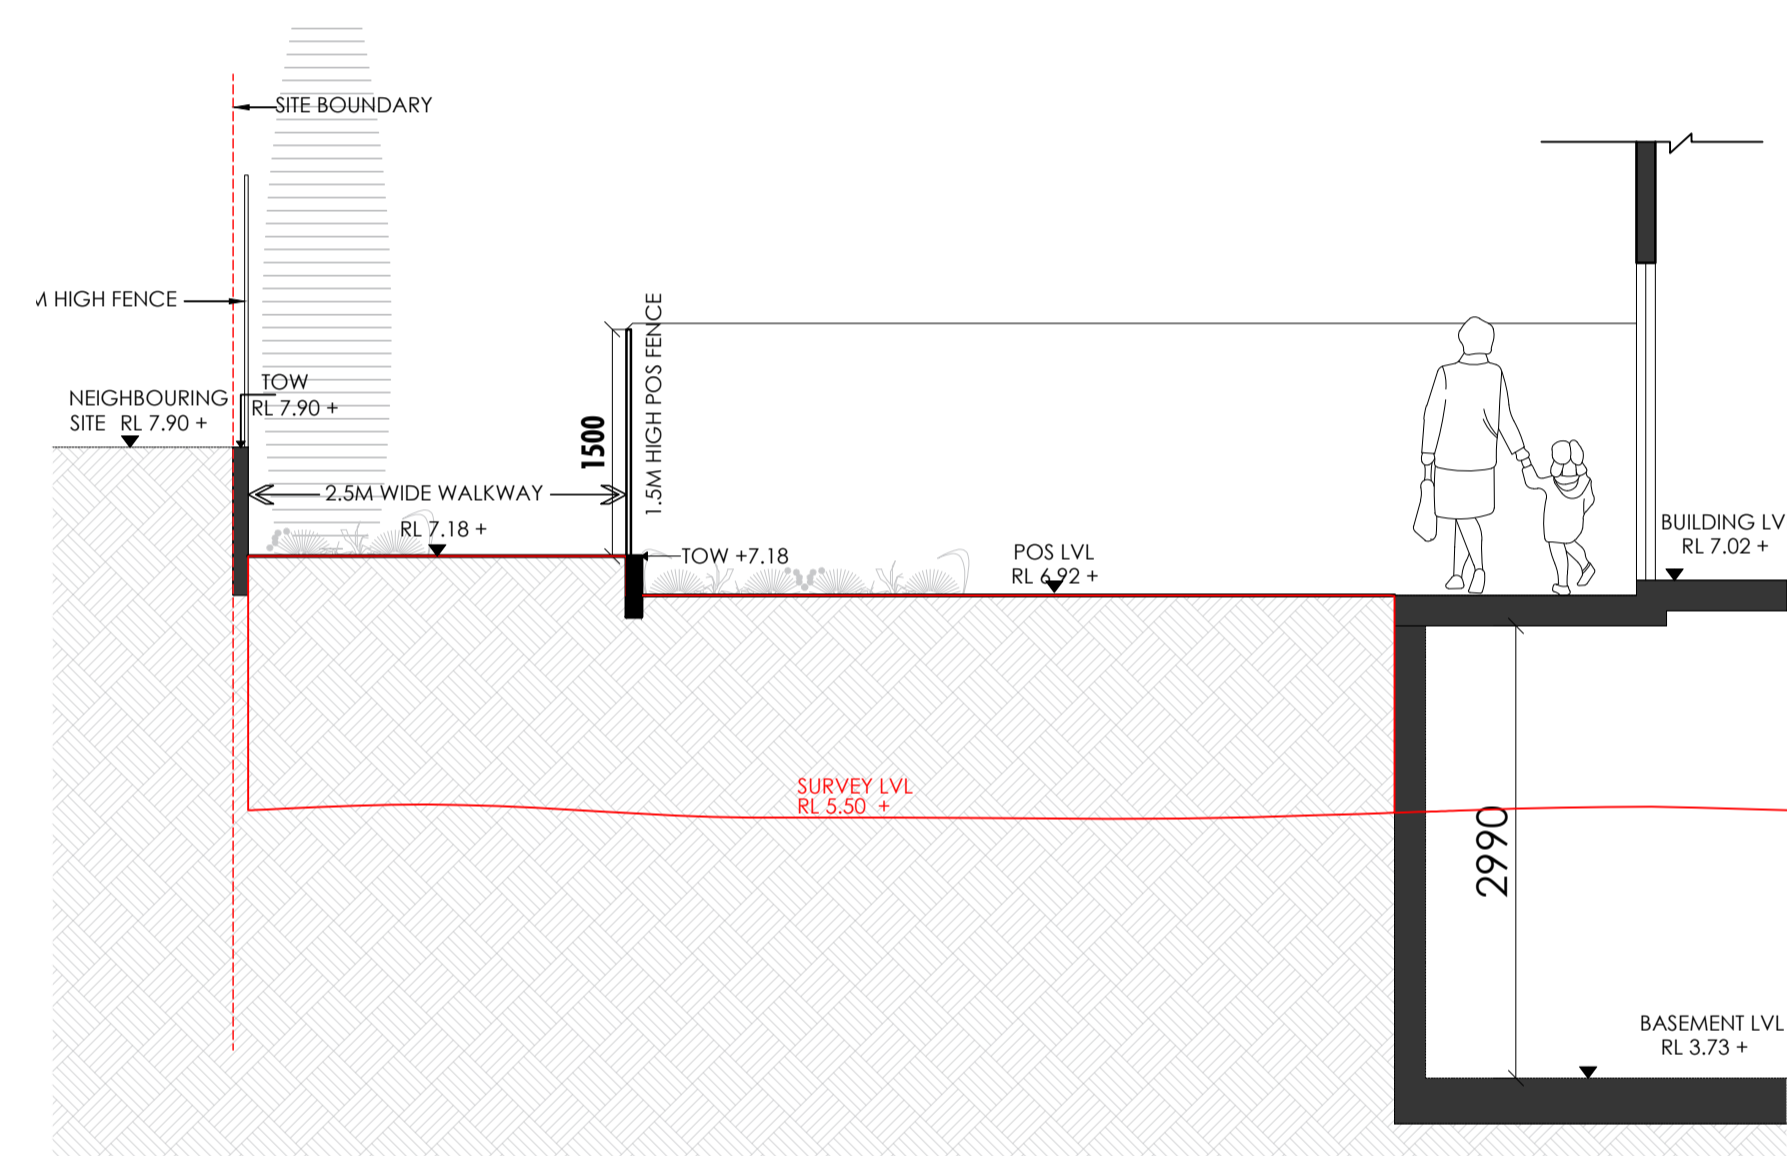 SITE BOUNDARY
M HIGH FENCE
1.5M HIGH POS FENCE
TOW
RL 7.90 +
NEIGHBOURING
SITE RL 7.90 +
1500
2.5M WIDE WALKWAY
RL 7.18 +
TOW +7.18
POS LVL
RL 6.92 +
BUILDING LV
RL 7.02 +
SURVEY LVL
RL 5.50 +
2990
BASEMENT LVL
RL 3.73 +